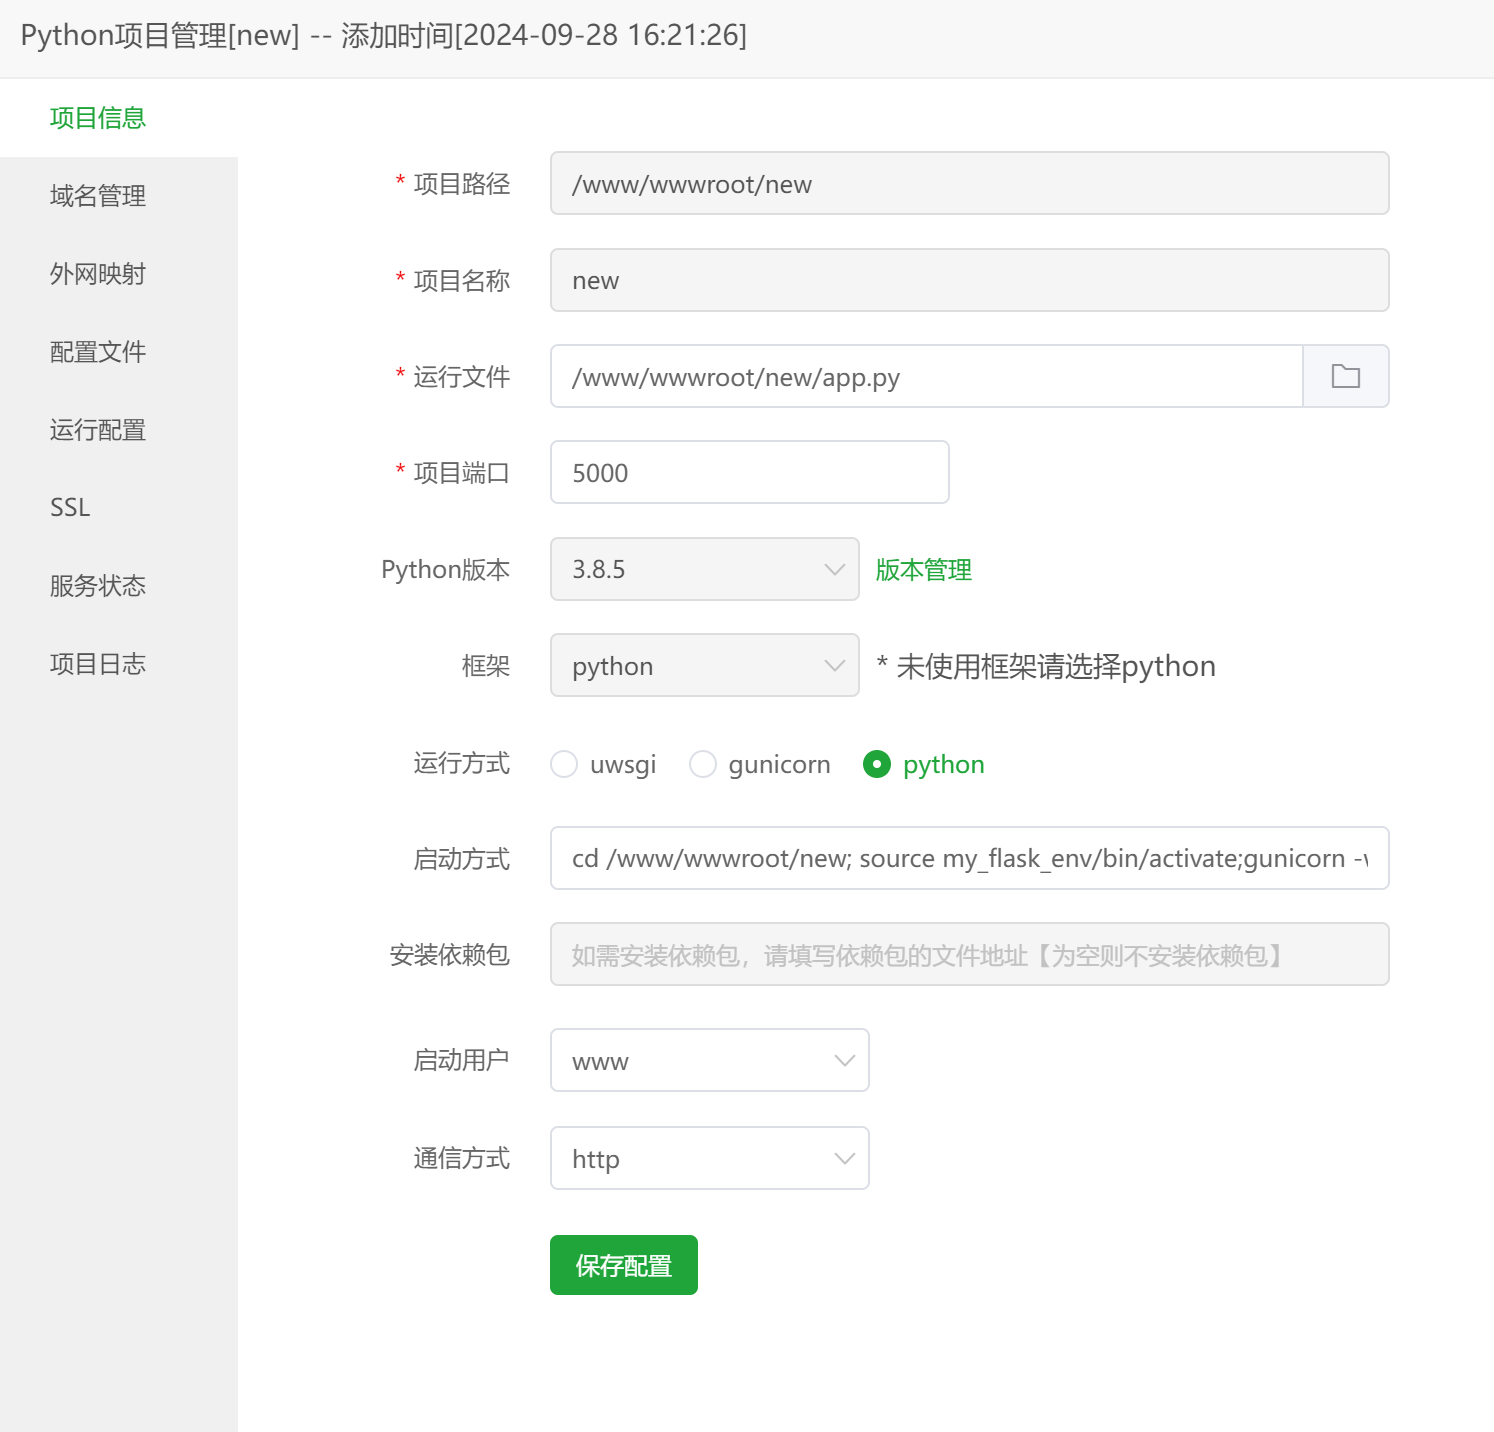 Python项目管理[new] -- 添加时间[2024-09-28 16:21:26]
项目信息
域名管理
外网映射
配置文件
运行配置
SSL
服务状态
项目日志
* 项目路径 /www/wwwroot/new
* 项目名称 new
* 运行文件 /www/wwwroot/new/app.py
* 项目端口 5000
Python版本 3.8.5 版本管理
框架 python * 未使用框架请选择python
运行方式 uwsgi gunicorn python
启动方式 cd /www/wwwroot/new; source my_flask_env/bin/activate;gunicorn
安装依赖包 如需安装依赖包，请填写依赖包的文件地址【为空则不安装依赖包】
启动用户 www
通信方式 http
保存配置